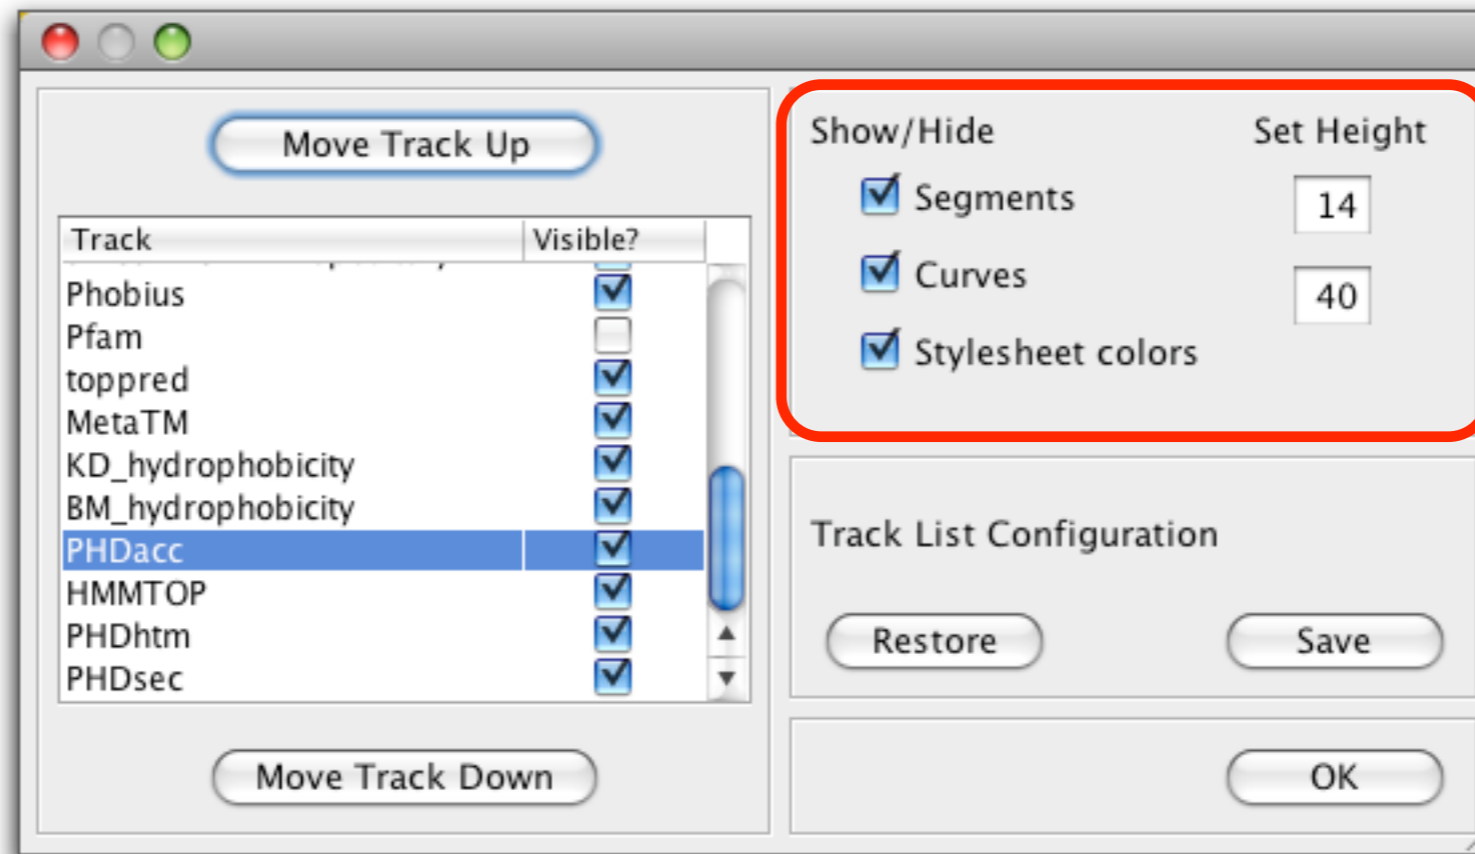 Move Track Up
Track Visible?
Phobius
Pfam
toppred
MetaTM
KD_hydrophobicity
BM_hydrophobicity
PHDacc
HMMTOP
PHDhtm
PHDsec
Move Track Down
Show/Hide Set Height
Segments 14
Curves 40
Stylesheet colors
Track List Configuration
Restore Save
OK